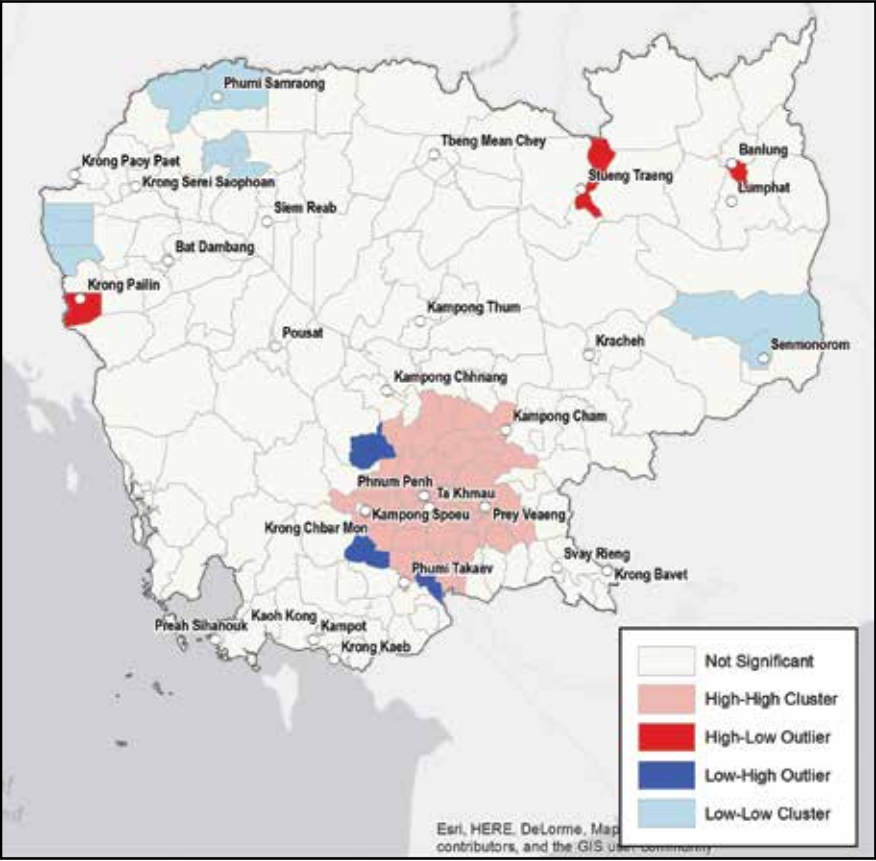 Phumi Samraong
Tbeng Mean Chey
Banlung
Krong Paoy Paet
Stueng Traeng
Krong Serei Saophoan
Lumphat
Siem Reab
Bat Dambang
Krong Pailin
Kampong Thum
Pousat
Kracheh
Senmonorom
Kampong Chhnang
Kampong Cham
Phnum Penh
Ta Khmau
Kampong Spoeu
Prey Veaeng
Krong Chbar Mon
Svay Rieng
Phumi Takaev
Krong Bavet
Kaoh Kong
Preah Sihanouk
Kampot
Krong Kaeb
Not Significant
High-High Cluster
High-Low Outlier
Low-High Outlier
Low-Low Cluster
Esri, HERE, DeLorme, Map
contributors, and the GIS user community